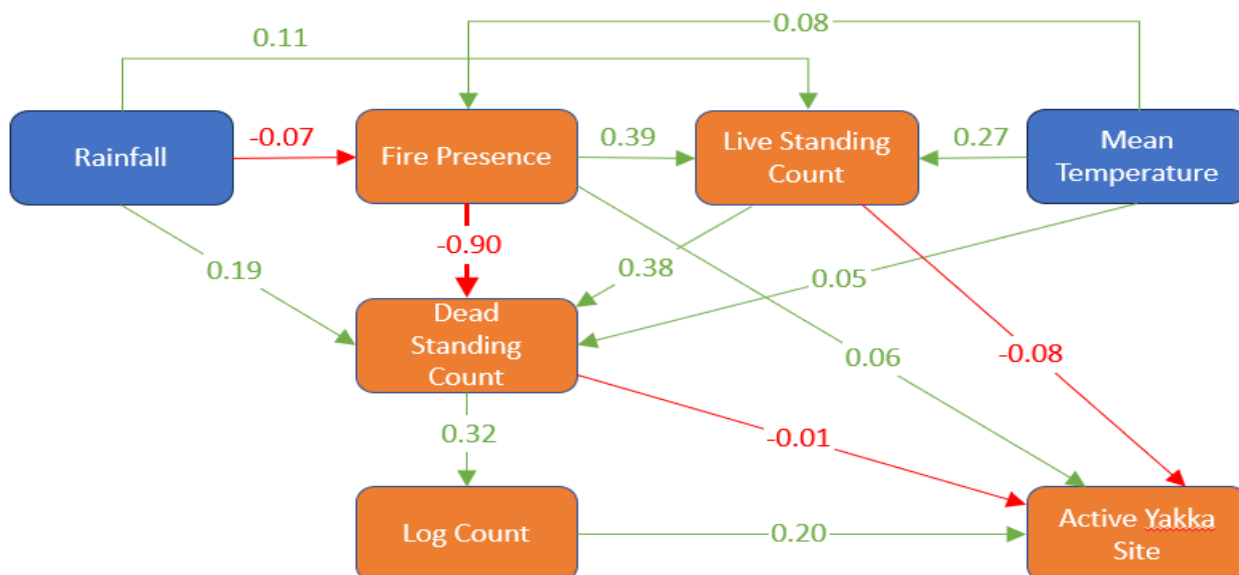 0.08
0.11
Rainfall
-0.07
Fire Presence
0.39
Live Standing
Count
0.27
Mean
Temperature
-0.90
0.19
0.38
0.05
Dead
Standing
Count
0.06
-0.08
0.32
-0.01
Log Count
0.20
Active Yakka
Site